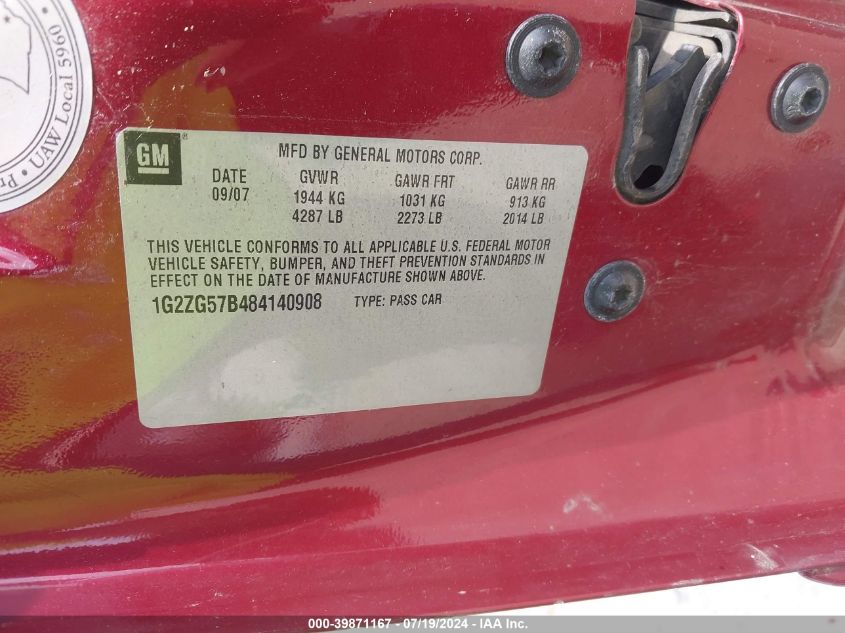 UAW Local 5960
GM
MFD BY GENERAL MOTORS CORP.
DATE GVWR GAWR FRT GAWR RR
09/07 1944 KG 1031 KG 913 KG
4287 LB 2273 LB 2014 LB
THIS VEHICLE CONFORMS TO ALL APPLICABLE U.S. FEDERAL MOTOR
VEHICLE SAFETY, BUMPER, AND THEFT PREVENTION STANDARDS IN
EFFECT ON THE DATE OF MANUFACTURE SHOWN ABOVE.
1G2ZG57B484140908 TYPE: PASS CAR
000-39871167 - 07/19/2024 - IAA Inc.